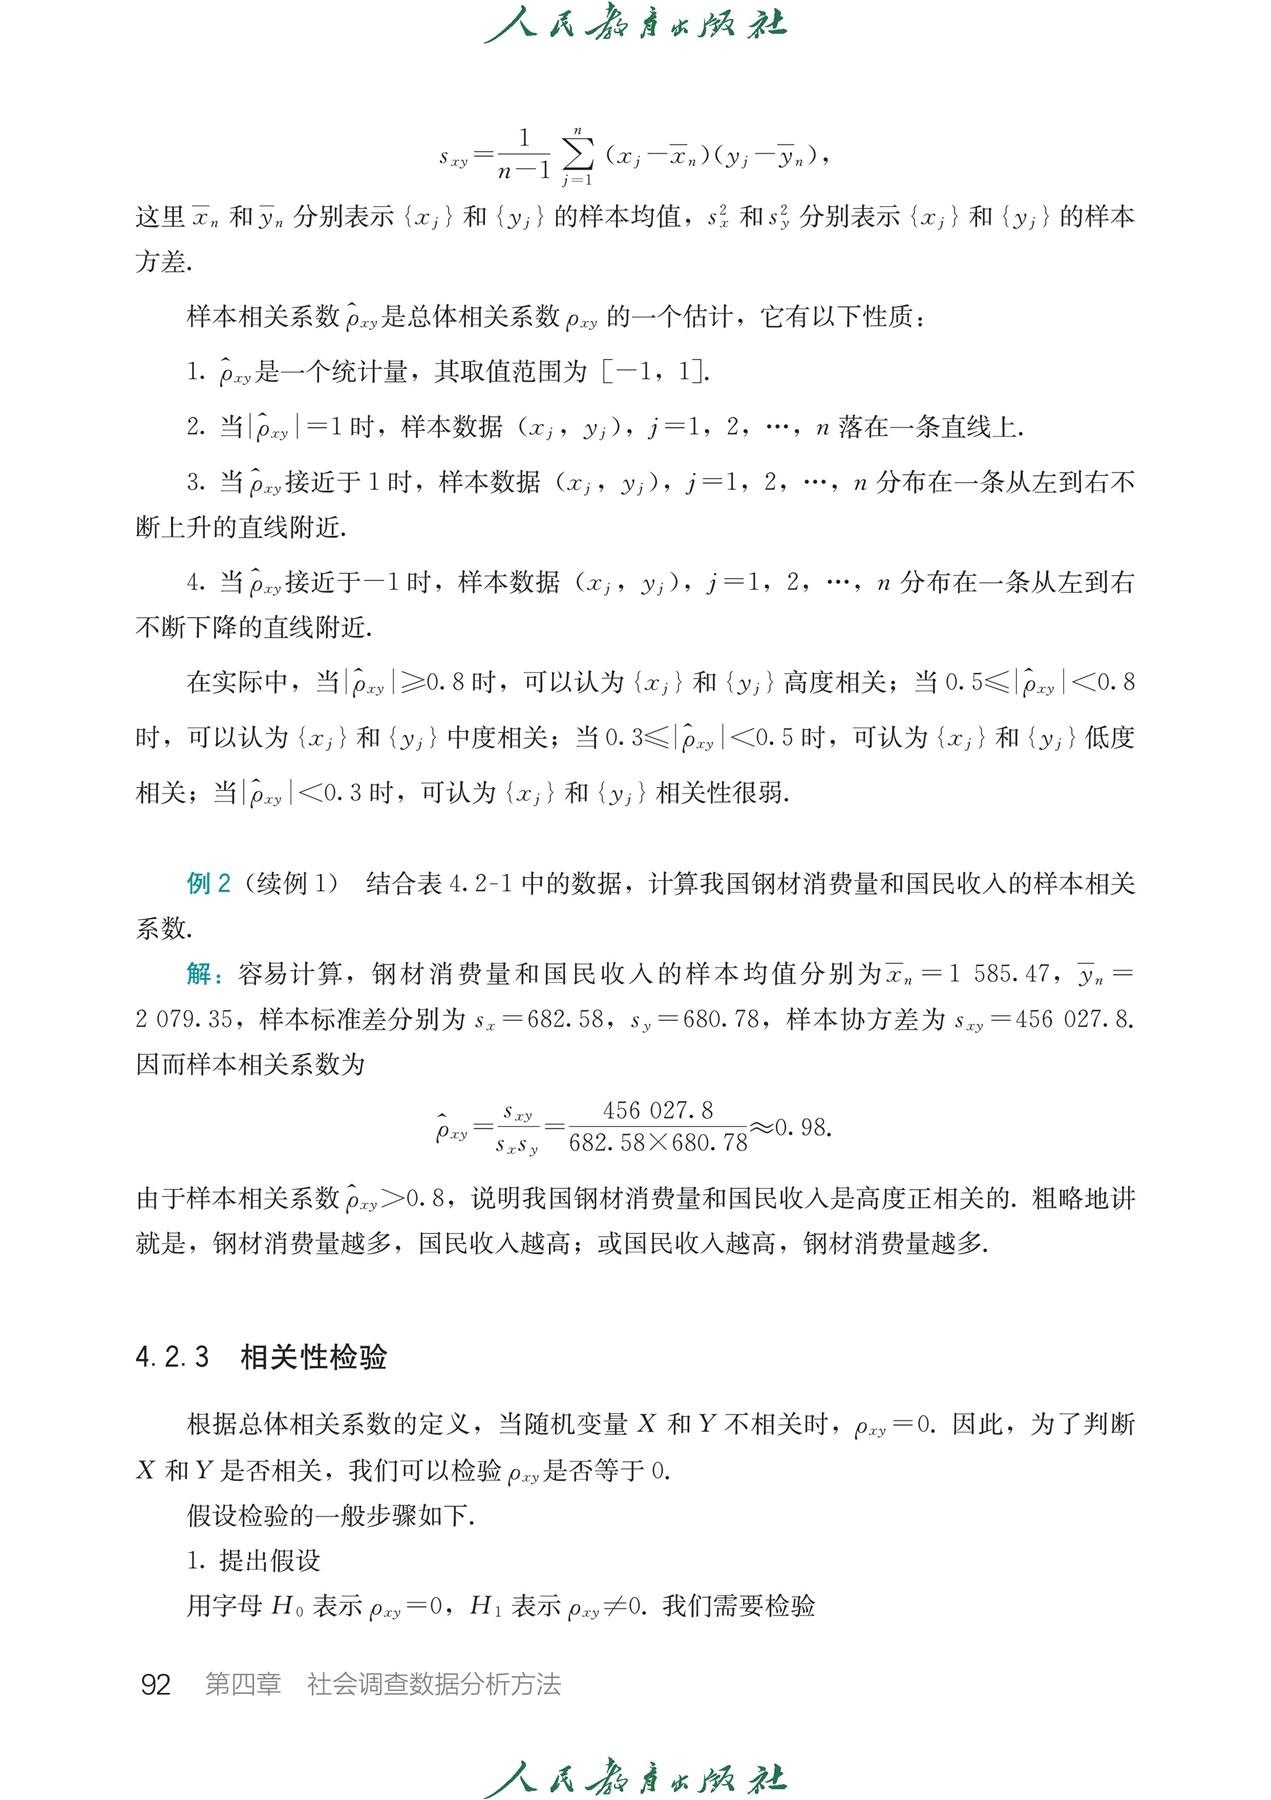 人民教育出版社
$s_{xy}=\frac{1}{n-1}\sum_{j=1}^{n}(x_j-\overline{x}_n)(y_j-\overline{y}_n)$，
这里 $\overline{x}_n$ 和 $\overline{y}_n$ 分别表示 {$x_j$} 和 {$y_j$} 的样本均值，$s_x^2$ 和 $s_y^2$ 分别表示 {$x_j$} 和 {$y_j$} 的样本
方差.
样本相关系数 $\hat{\rho}_{xy}$ 是总体相关系数 $\rho_{xy}$ 的一个估计，它有以下性质：
1. $\hat{\rho}_{xy}$ 是一个统计量，其取值范围为 [－1，1].
2. 当 $|\hat{\rho}_{xy}|=1$ 时，样本数据（$x_j$，$y_j$），$j$＝1，2，…，$n$ 落在一条直线上.
3. 当 $\hat{\rho}_{xy}$ 接近于 1 时，样本数据（$x_j$，$y_j$），$j$＝1，2，…，$n$ 分布在一条从左到右不
断上升的直线附近.
4. 当 $\hat{\rho}_{xy}$ 接近于－1 时，样本数据（$x_j$，$y_j$），$j$＝1，2，…，$n$ 分布在一条从左到右
不断下降的直线附近.
在实际中，当 $|\hat{\rho}_{xy}|$≥0.8 时，可以认为 {$x_j$} 和 {$y_j$} 高度相关；当 0.5≤$|\hat{\rho}_{xy}|$＜0.8
时，可以认为 {$x_j$} 和 {$y_j$} 中度相关；当 0.3≤$|\hat{\rho}_{xy}|$＜0.5 时，可认为 {$x_j$} 和 {$y_j$} 低度
相关；当 $|\hat{\rho}_{xy}|$＜0.3 时，可认为 {$x_j$} 和 {$y_j$} 相关性很弱.
例 2（续例 1） 结合表 4.2-1 中的数据，计算我国钢材消费量和国民收入的样本相关
系数.
解：容易计算，钢材消费量和国民收入的样本均值分别为 $\overline{x}_n$＝1 585.47，$\overline{y}_n$＝
2 079.35，样本标准差分别为 $s_x$＝682.58，$s_y$＝680.78，样本协方差为 $s_{xy}$＝456 027.8.
因而样本相关系数为
$\hat{\rho}_{xy}=\frac{s_{xy}}{s_x s_y}=\frac{456\ 027.8}{682.58\times 680.78}\approx 0.98$.
由于样本相关系数 $\hat{\rho}_{xy}$＞0.8，说明我国钢材消费量和国民收入是高度正相关的. 粗略地讲
就是，钢材消费量越多，国民收入越高；或国民收入越高，钢材消费量越多.
4.2.3 相关性检验
根据总体相关系数的定义，当随机变量 $X$ 和 $Y$ 不相关时，$\rho_{xy}$＝0. 因此，为了判断
$X$ 和 $Y$ 是否相关，我们可以检验 $\rho_{xy}$ 是否等于 0.
假设检验的一般步骤如下.
1. 提出假设
用字母 $H_0$ 表示 $\rho_{xy}$＝0，$H_1$ 表示 $\rho_{xy}$≠0. 我们需要检验
92 第四章 社会调查数据分析方法
人民教育出版社